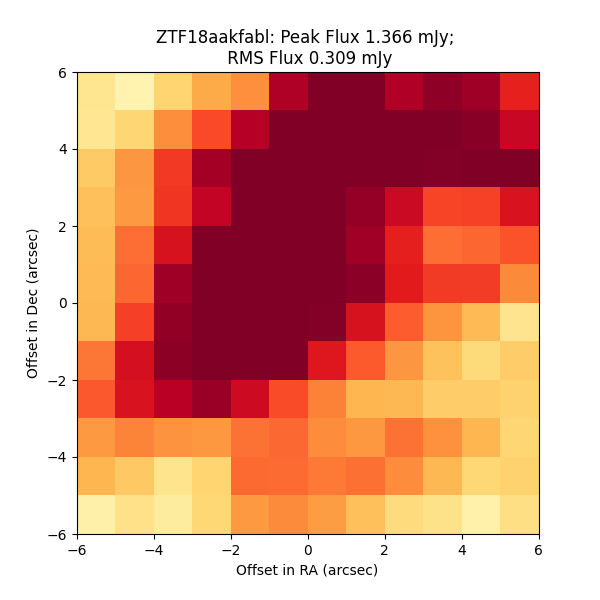 ZTF18aakfabl: Peak Flux 1.366 mJy;
RMS Flux 0.309 mJy
6
4
2
0
−2
−4
−6
Offset in Dec (arcsec)
−6 −4 −2 0 2 4 6
Offset in RA (arcsec)